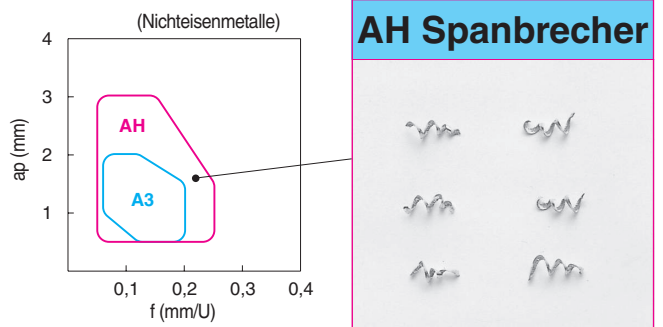 (Nichteisenmetalle)
4
3
2
1
ap (mm)
AH
A3
0,1 0,2 0,3 0,4
f (mm/U)
AH Spanbrecher